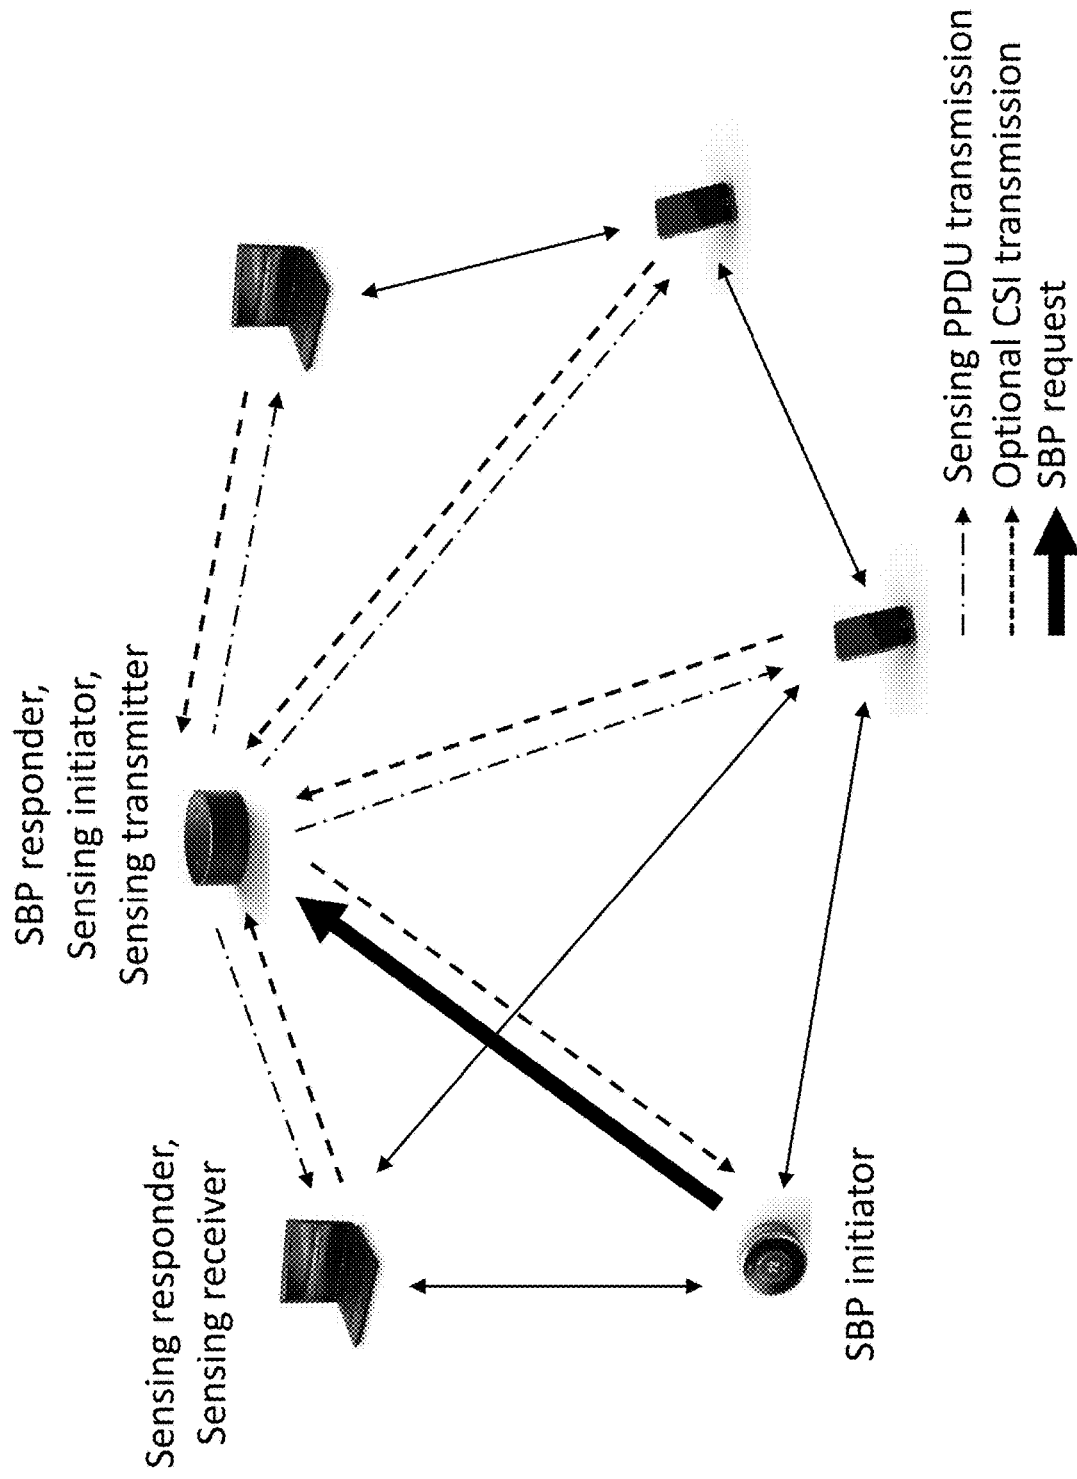 SBP responder,
Sensing initiator,
Sensing transmitter
Sensing responder,
Sensing receiver
SBP initiator
Sensing PPDU transmission
Optional CSI transmission
SBP request